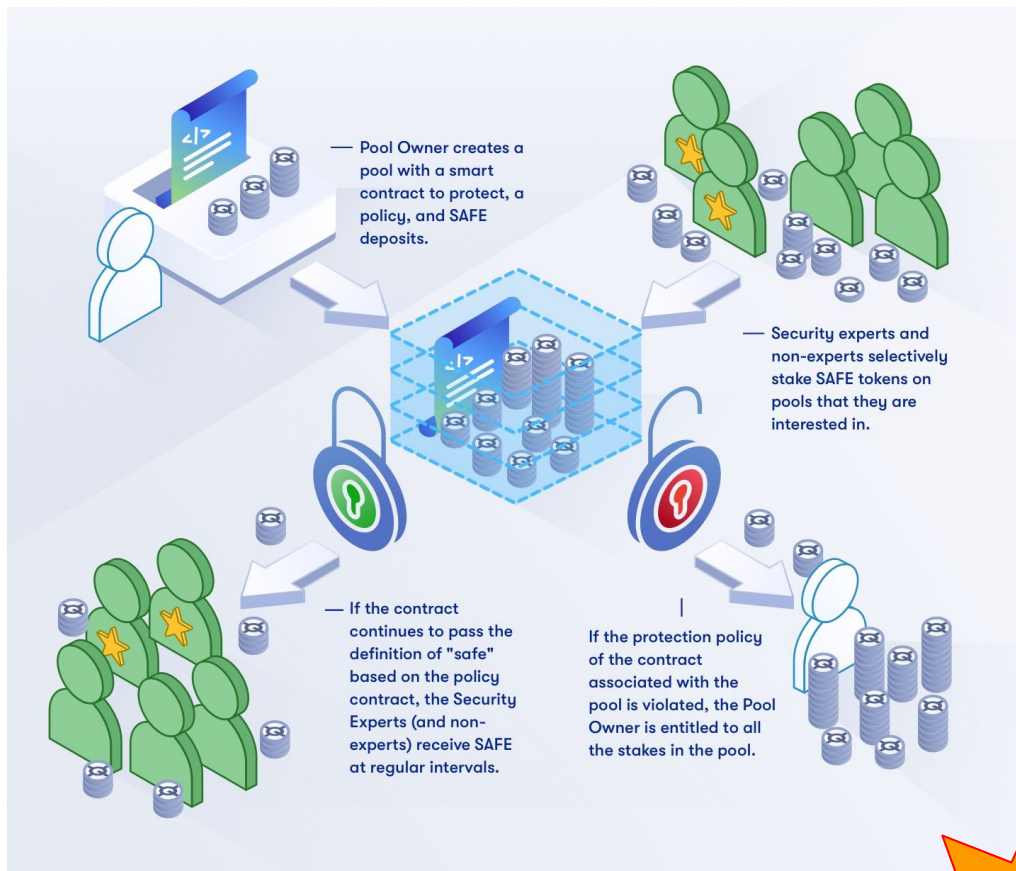 </>
Pool Owner creates a
pool with a smart
contract to protect, a
policy, and SAFE
deposits.
Security experts and
non-experts selectively
stake SAFE tokens on
pools that they are
interested in.
</>
If the contract
continues to pass the
definition of "safe"
based on the policy
contract, the Security
Experts (and non-
experts) receive SAFE
at regular intervals.
If the protection policy
of the contract
associated with the
pool is violated, the Pool
Owner is entitled to all
the stakes in the pool.